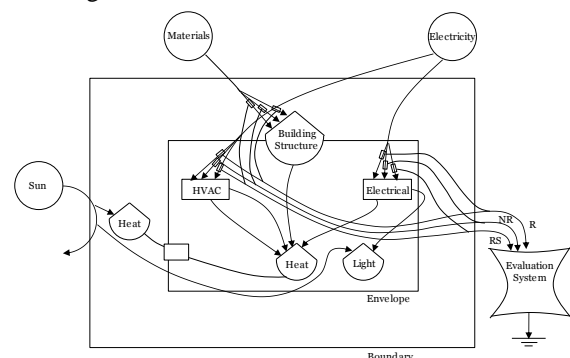 Materials
Electricity
Building
Structure
Sun
HVAC
Electrical
Heat
NR
R
RS
Heat
Light
Evaluation
System
Envelope
Boundary